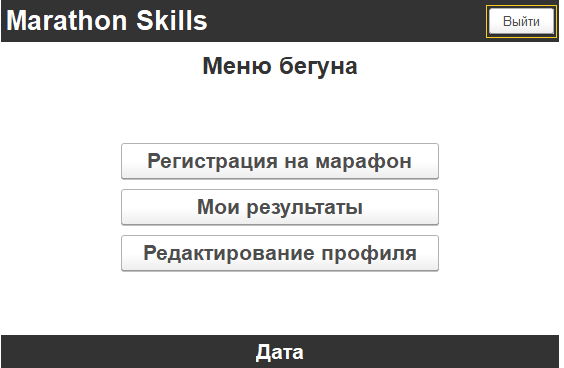 Marathon Skills
Выйти
Меню бегуна
Регистрация на марафон
Мои результаты
Редактирование профиля
Дата